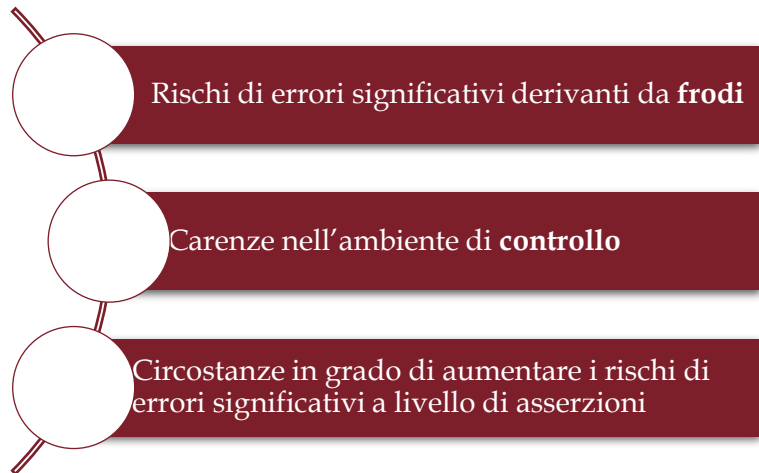 Rischi di errori significativi derivanti da frodi
Carenze nell’ambiente di controllo
Circostanze in grado di aumentare i rischi di
errori significativi a livello di asserzioni